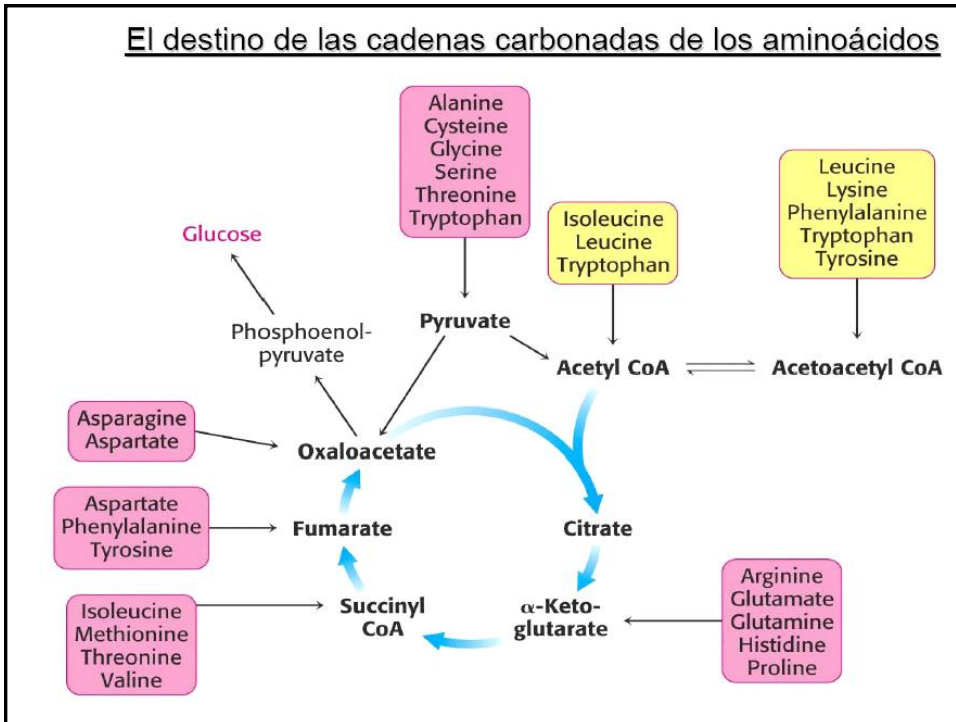 El destino de las cadenas carbonadas de los aminoácidos
Alanine
Cysteine
Glycine
Serine
Threonine
Tryptophan
Isoleucine
Leucine
Tryptophan
Leucine
Lysine
Phenylalanine
Tryptophan
Tyrosine
Glucose
Phosphoenol-
pyruvate
Pyruvate
Acetyl CoA
Acetoacetyl CoA
Asparagine
Aspartate
Oxaloacetate
Aspartate
Phenylalanine
Tyrosine
Fumarate
Citrate
Isoleucine
Methionine
Threonine
Valine
Succinyl
CoA
α-Keto-
glutarate
Arginine
Glutamate
Glutamine
Histidine
Proline